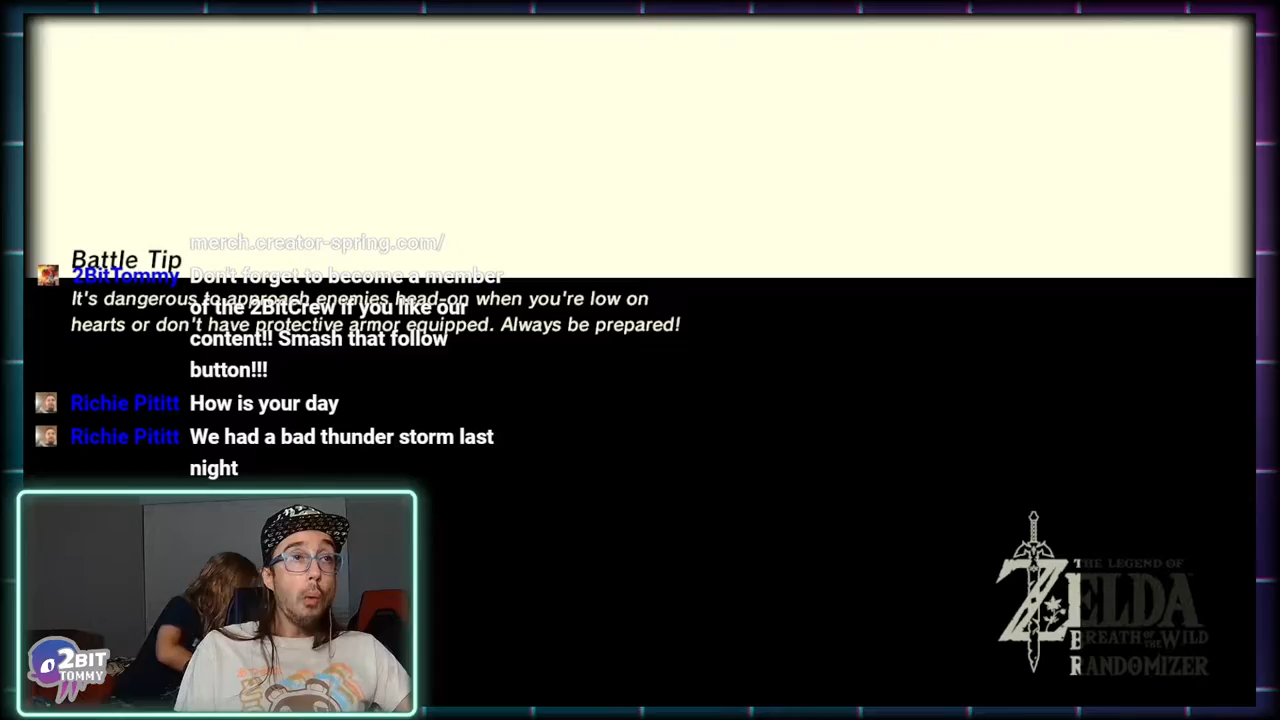 merch.creator-spring.com/
Battle Tip
2BitTommy Don't forget to become a member
of the 2BitCrew if you like our
content!! Smash that follow
button!!!
It's dangerous to approach enemies head-on when you're low on
hearts or don't have protective armor equipped. Always be prepared!
Richie Pititt How is your day
Richie Pititt We had a bad thunder storm last
night
2BIT
TOMMY
THE LEGEND OF
ZELDA
BREATH OF THE WILD
RANDOMIZER